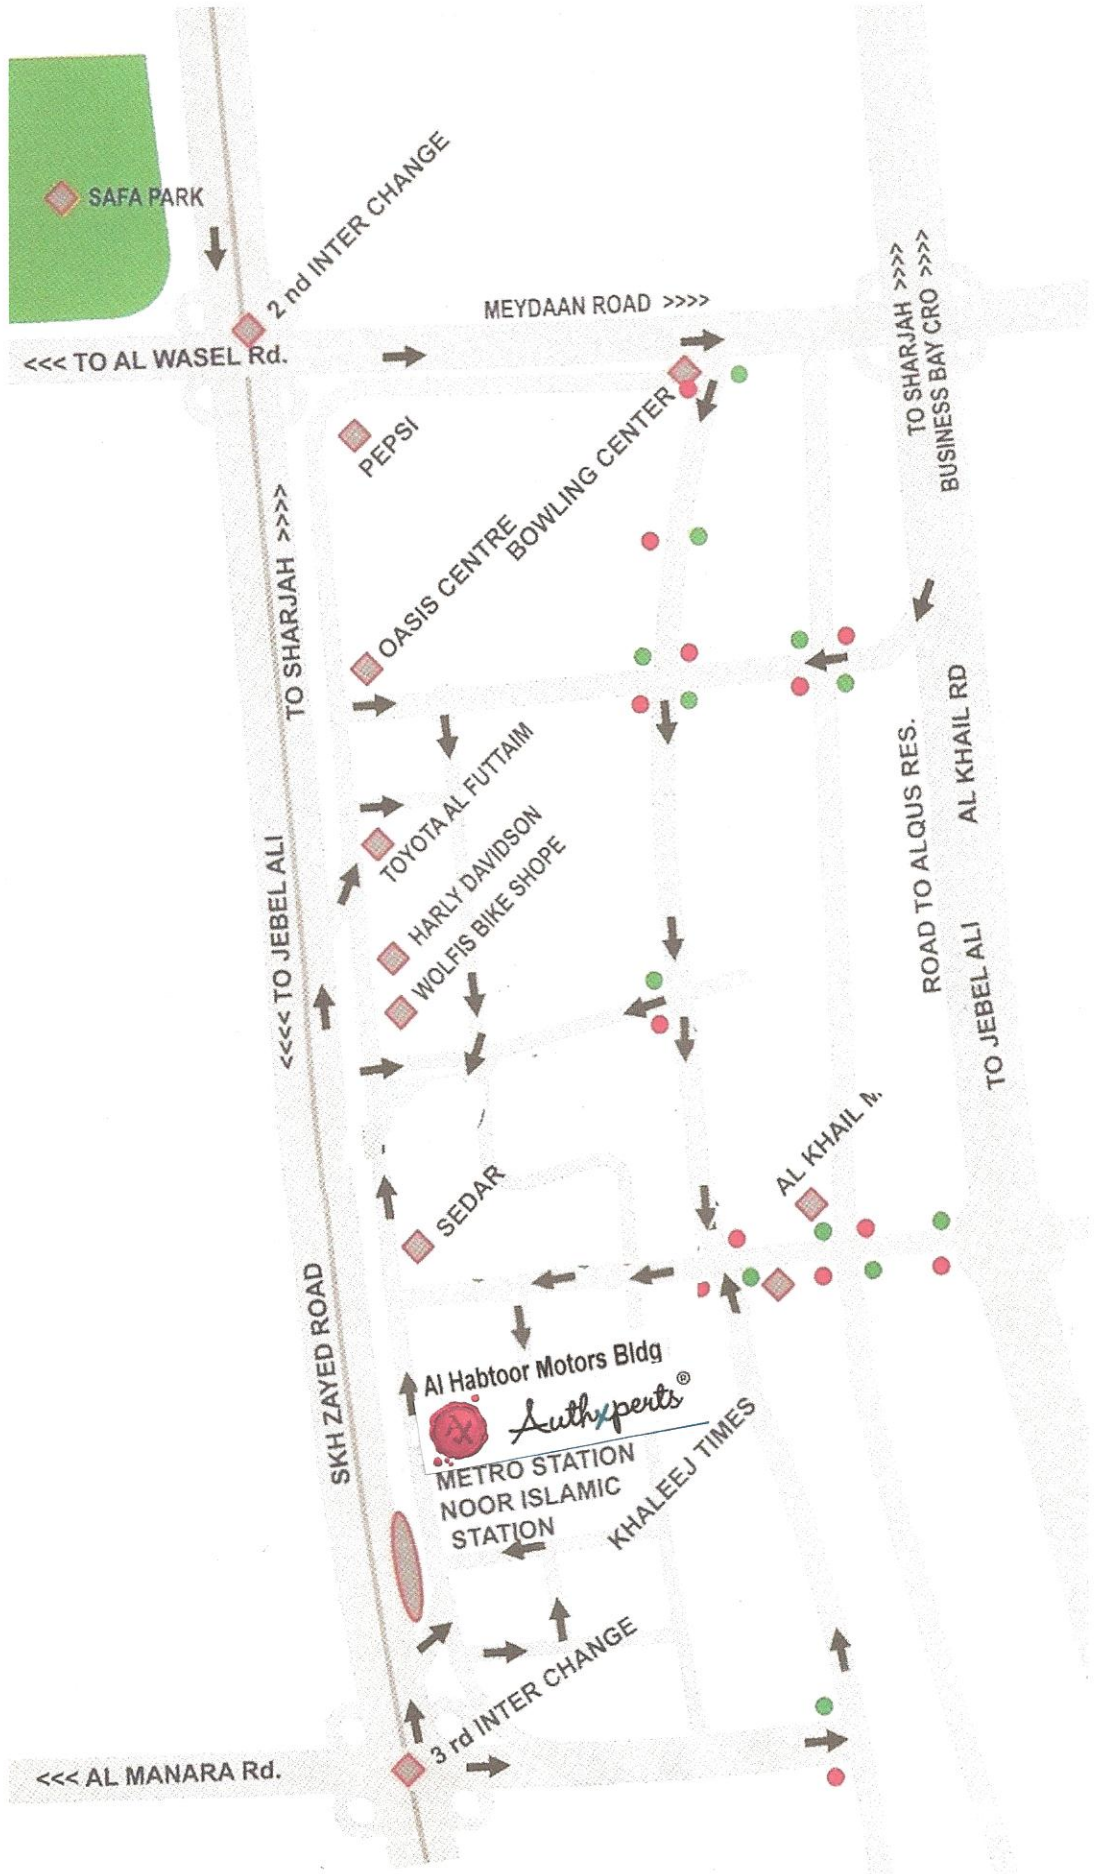 SAFA PARK
2 nd INTER CHANGE
MEYDAAN ROAD >>>>
<<< TO AL WASEL Rd.
TO SHARJAH >>>>
BUSINESS BAY CRO >>>>
PEPSI
BOWLING CENTER
OASIS CENTRE
TO SHARJAH >>>>
TOYOTA AL FUTTAIM
HARLY DAVIDSON
WOLFIS BIKE SHOPE
<<<< TO JEBEL ALI
ROAD TO ALQUS RES.
AL KHAIL RD
TO JEBEL ALI
AL KHAIL M.
SEDAR
SKH ZAYED ROAD
Al Habtoor Motors Bldg
AX
Authxperts®
METRO STATION
NOOR ISLAMIC
STATION
KHALEEJ TIMES
3 rd INTER CHANGE
<<< AL MANARA Rd.